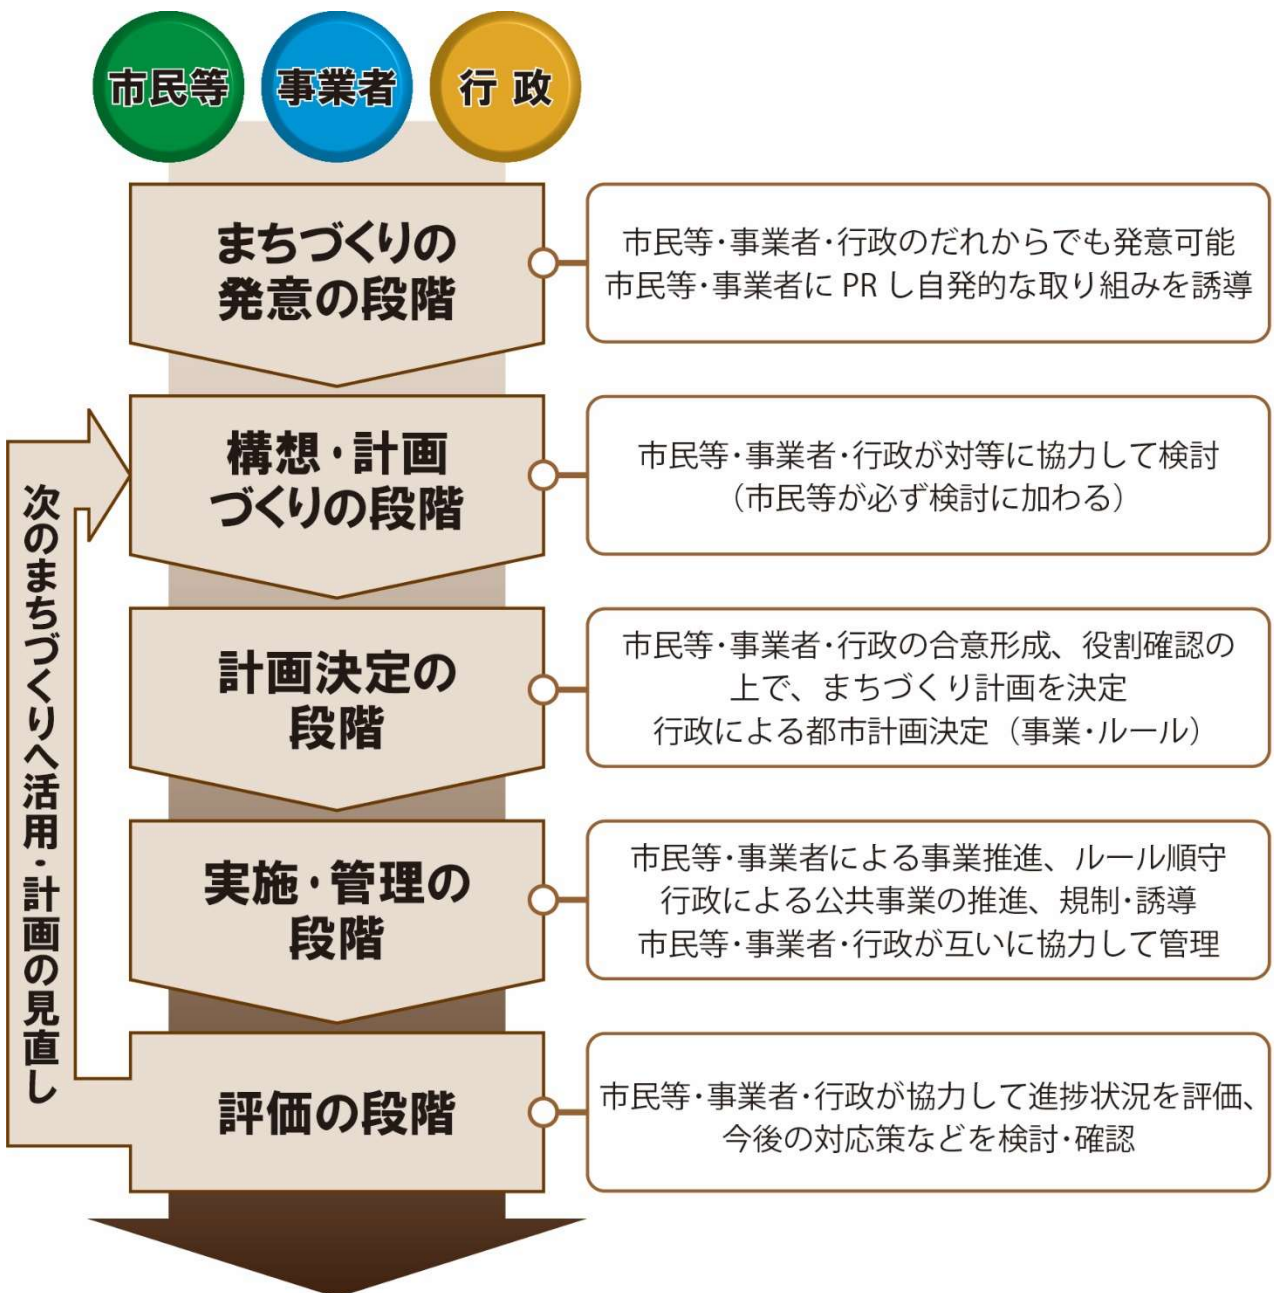 市民等
事業者
行政
まちづくりの
発意の段階
市民等・事業者・行政のだれからでも発意可能
市民等・事業者に PR し自発的な取り組みを誘導
構想・計画
づくりの段階
市民等・事業者・行政が対等に協力して検討
（市民等が必ず検討に加わる）
計画決定の
段階
市民等・事業者・行政の合意形成、役割確認の
上で、まちづくり計画を決定
行政による都市計画決定（事業・ルール）
実施・管理の
段階
市民等・事業者による事業推進、ルール順守
行政による公共事業の推進、規制・誘導
市民等・事業者・行政が互いに協力して管理
評価の段階
市民等・事業者・行政が協力して進捗状況を評価、
今後の対応策などを検討・確認
次のまちづくりへ活用・計画の見直し